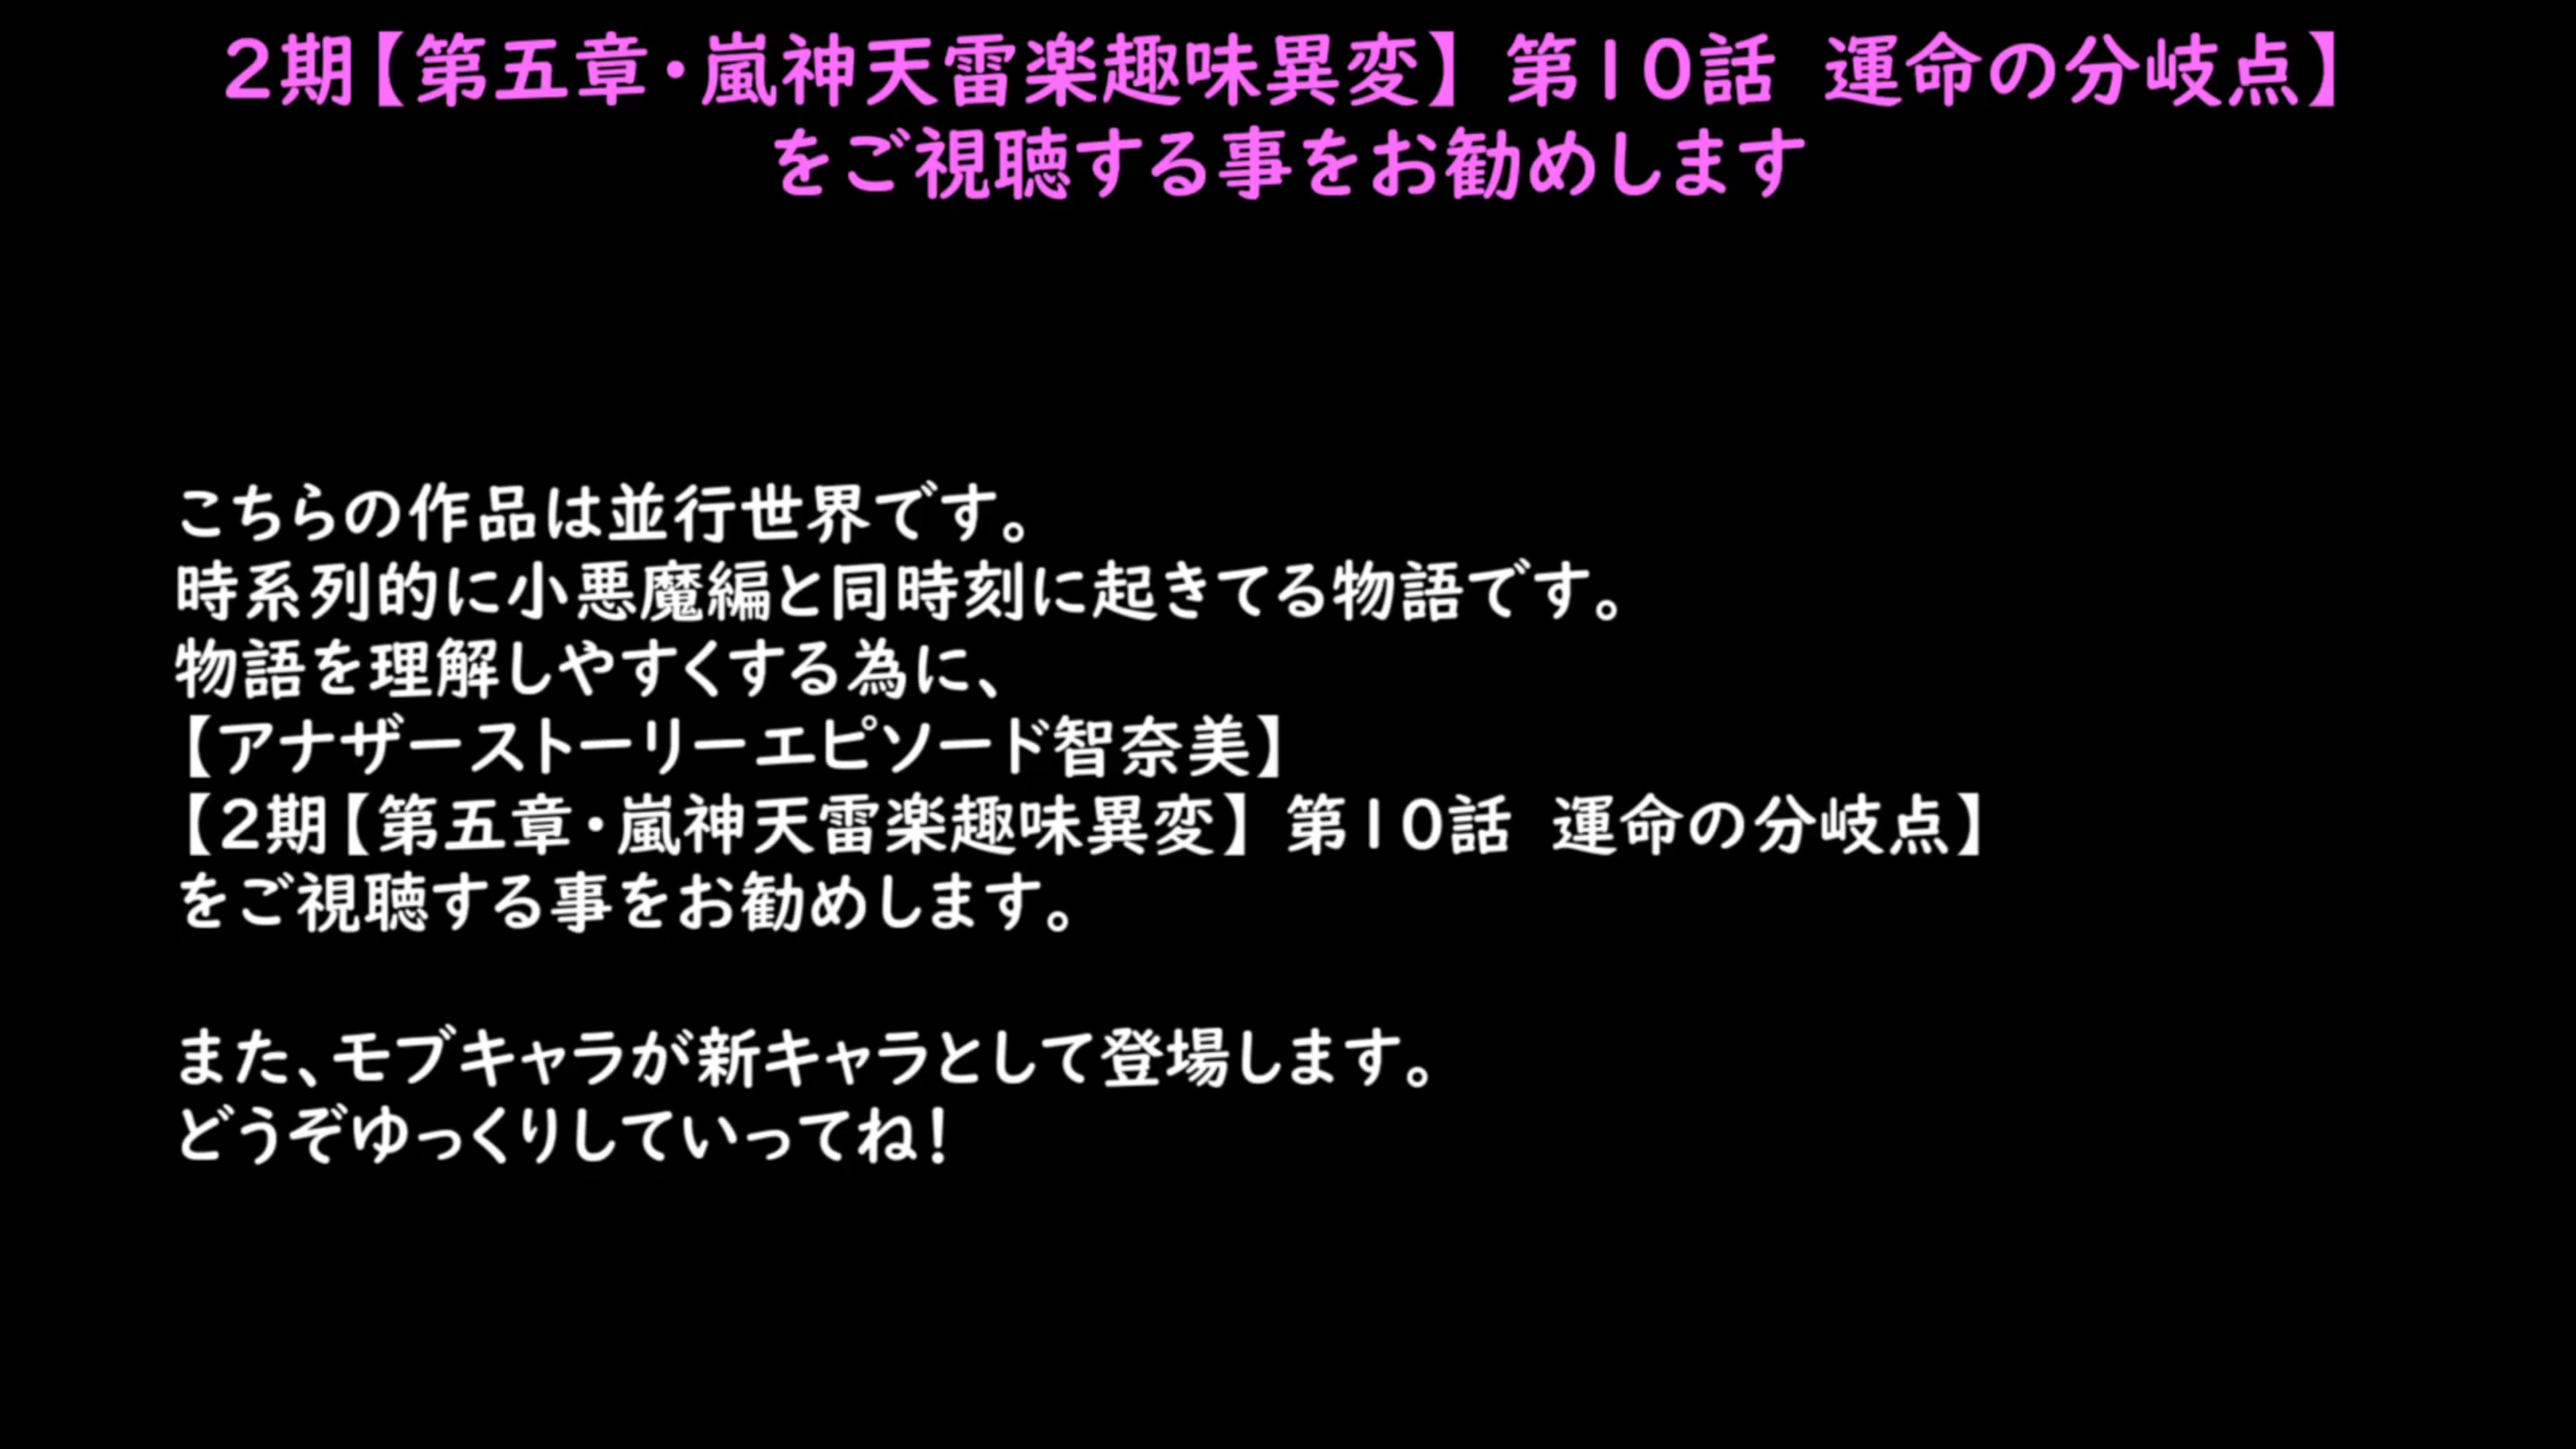 2期【第五章・嵐神天雷楽趣味異変】 第10話　運命の分岐点】
をご視聴する事をお勧めします
こちらの作品は並行世界です。
時系列的に小悪魔編と同時刻に起きてる物語です。
物語を理解しやすくする為に、
【アナザーストーリーエピソード智奈美】
【2期【第五章・嵐神天雷楽趣味異変】 第10話　運命の分岐点】
をご視聴する事をお勧めします。
また、モブキャラが新キャラとして登場します。
どうぞゆっくりしていってね！